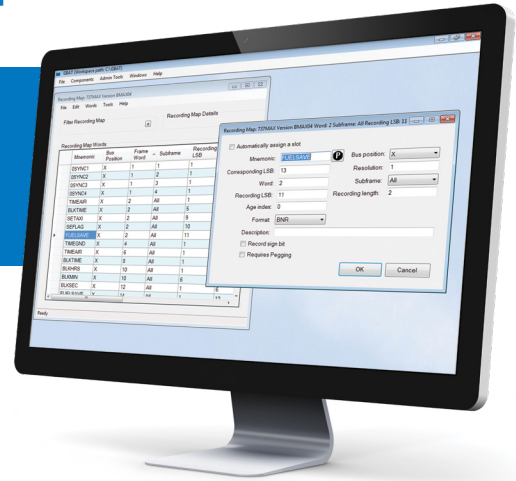 GBAT (Workspace path: C:\GBAT)
File Components Admin Tools Windows Help
Recording Map: 737MAX Version BMAX04
File Edit Words Tools Help
Filter Recording Map
Recording Map Details
Recording Map Words
Mnemonic Bus Position Frame Word Subframe Recording LSB
0SYNC1 X 1 1 1
0SYNC2 X 1 2 1
0SYNC3 X 1 3 1
0SYNC4 X 1 4 1
TIMEAIR X 2 All 1
BLKTIME X 2 All 5
SETAXI X 2 All 9
SEFLAG X 2 All 10
FUELSAVE X 2 All 11
TIMEGND X 4 All 1
TIMEAIR X 6 All 1
BLKTIME X 8 All 1
BLKHRS X 10 All 1
BLKMIN X 10 All 6
BLKSEC X 12 All 1 6
Ready
Recording Map: 737MAX Version BMAX04 Word: 2 Subframe: All Recording LSB: 11
Automatically assign a slot
Mnemonic: FUELSAVE P Bus position: X
Corresponding LSB: 13 Resolution: 1
Word: 2 Subframe: All
Recording LSB: 11 Recording length: 2
Age index: 0
Format: BNR
Description:
Record sign bit
Requires Pegging
OK Cancel